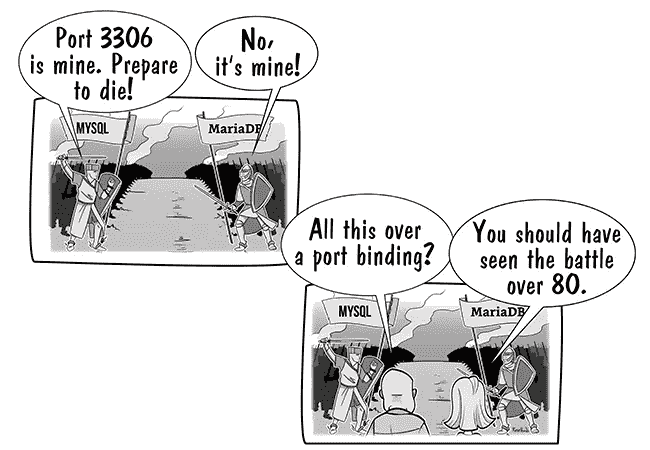 Port 3306
is mine. Prepare
to die!
No,
it's mine!
MYSQL
MariaDB
All this over
a port binding?
You should have
seen the battle
over 80.
MYSQL
MariaDB